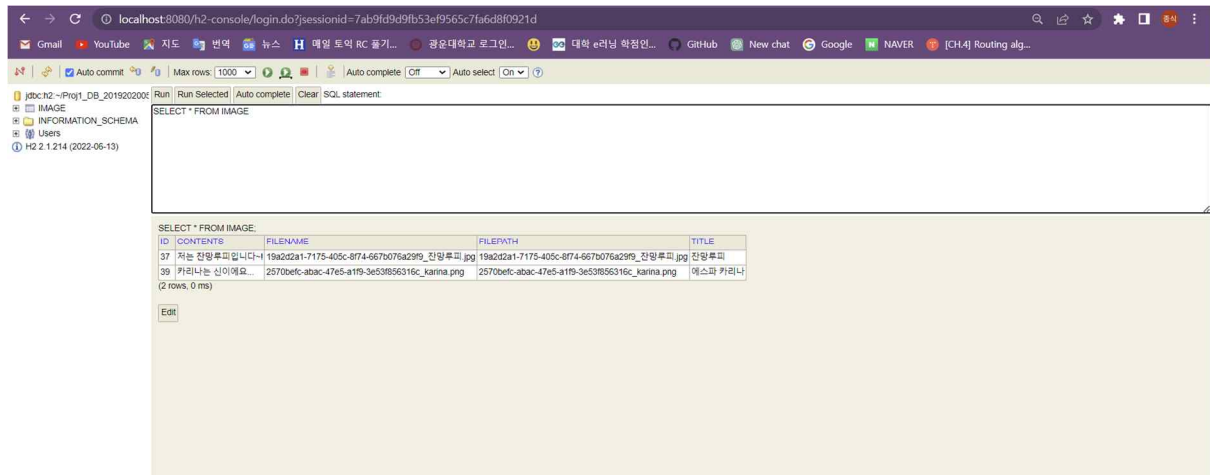 localhost:8080/h2-console/login.do?jsessionid=7ab9fd9d9fb53ef9565c7fa6d8f0921d
종식
Gmail YouTube 지도 번역 뉴스 매일 토익 RC 풀기... 광운대학교 로그인... 대학 e러닝 학점인... GitHub New chat Google NAVER [CH.4] Routing alg...
Auto commit Max rows: 1000 Auto complete Off Auto select On
jdbc:h2:~/Proj1_DB_201920200 Run Run Selected Auto complete Clear SQL statement:
IMAGE
INFORMATION_SCHEMA
Users
H2 2.1.214 (2022-06-13)
SELECT * FROM IMAGE
SELECT * FROM IMAGE;
ID CONTENTS FILENAME FILEPATH TITLE
37 저는 잔망루피입니다~! 19a2d2a1-7175-405c-8f74-667b076a29f9_잔망루피.jpg 19a2d2a1-7175-405c-8f74-667b076a29f9_잔망루피.jpg 잔망루피
39 카리나는 신이에요... 2570befc-abac-47e5-a1f9-3e53f856316c_karina.png 2570befc-abac-47e5-a1f9-3e53f856316c_karina.png 에스파 카리나
(2 rows, 0 ms)
Edit